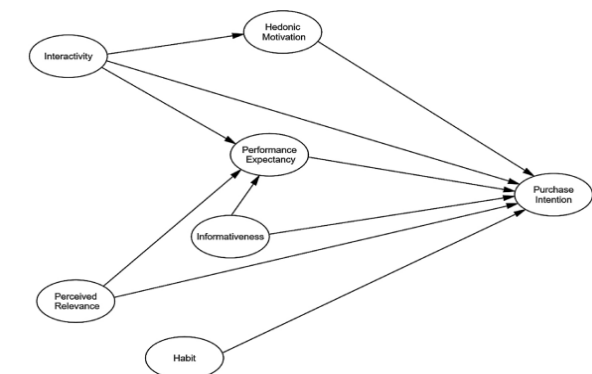 Hedonic
Motivation
Interactivity
Performance
Expectancy
Purchase
Intention
Informativeness
Perceived
Relevance
Habit